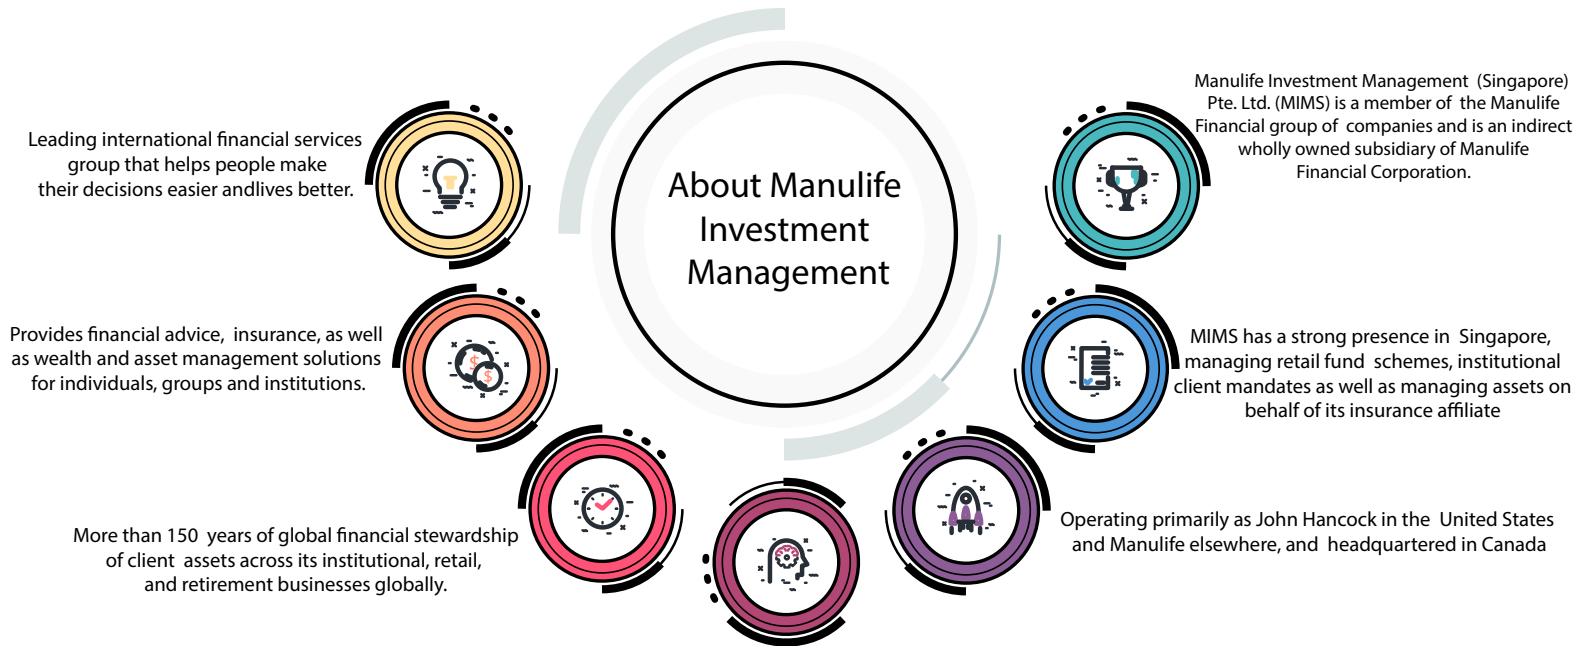 About Manulife
Investment
Management
Leading international financial services
group that helps people make
their decisions easier andlives better.
Provides financial advice, insurance, as well
as wealth and asset management solutions
for individuals, groups and institutions.
More than 150 years of global financial stewardship
of client assets across its institutional, retail,
and retirement businesses globally.
Manulife Investment Management (Singapore)
Pte. Ltd. (MIMS) is a member of the Manulife
Financial group of companies and is an indirect
wholly owned subsidiary of Manulife
Financial Corporation.
MIMS has a strong presence in Singapore,
managing retail fund schemes, institutional
client mandates as well as managing assets on
behalf of its insurance affiliate
Operating primarily as John Hancock in the United States
and Manulife elsewhere, and headquartered in Canada